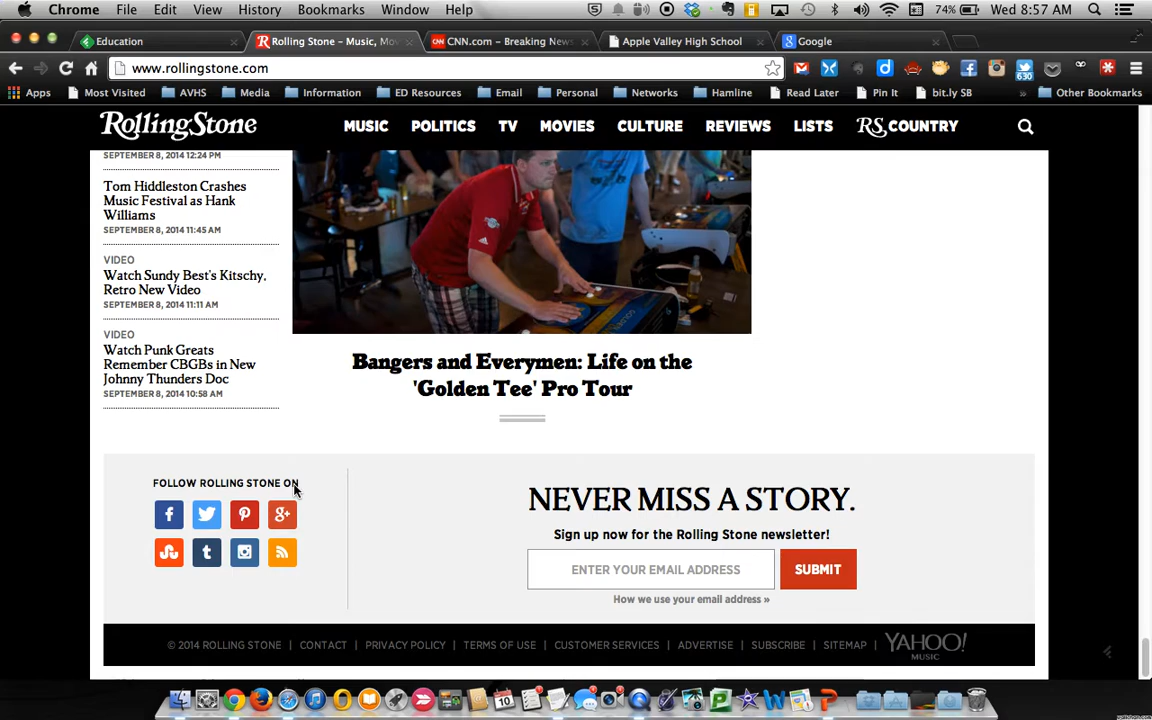 Chrome File Edit View History Bookmarks Window Help 74% Wed 8:57 AM
Education Rolling Stone – Music, Mov CNN.com – Breaking News Apple Valley High School Google
www.rollingstone.com 630
Apps Most Visited AVHS Media Information ED Resources Email Personal Networks Hamline Read Later Pin It bit.ly SB » Other Bookmarks
RollingStone MUSIC POLITICS TV MOVIES CULTURE REVIEWS LISTS RS COUNTRY
SEPTEMBER 8, 2014 12:24 PM
Tom Hiddleston Crashes
Music Festival as Hank
Williams
SEPTEMBER 8, 2014 11:45 AM
VIDEO
Watch Sundy Best's Kitschy,
Retro New Video
SEPTEMBER 8, 2014 11:11 AM
VIDEO
Watch Punk Greats
Remember CBGBs in New
Johnny Thunders Doc
SEPTEMBER 8, 2014 10:58 AM
Bangers and Everymen: Life on the
'Golden Tee' Pro Tour
FOLLOW ROLLING STONE ON
NEVER MISS A STORY.
Sign up now for the Rolling Stone newsletter!
ENTER YOUR EMAIL ADDRESS SUBMIT
How we use your email address »
© 2014 ROLLING STONE | CONTACT | PRIVACY POLICY | TERMS OF USE | CUSTOMER SERVICES | ADVERTISE | SUBSCRIBE | SITEMAP | YAHOO!
MUSIC